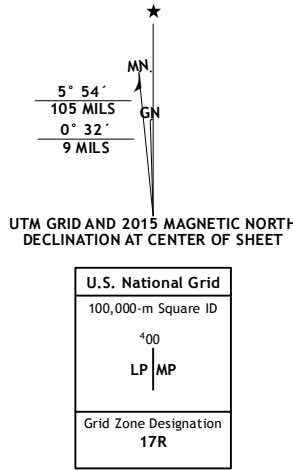 ★
MN.
5° 54´
105 MILS
GN
0° 32´
9 MILS
UTM GRID AND 2015 MAGNETIC NORTH
DECLINATION AT CENTER OF SHEET
U.S. National Grid
100,000-m Square ID
⁴00
LP MP
Grid Zone Designation
17R